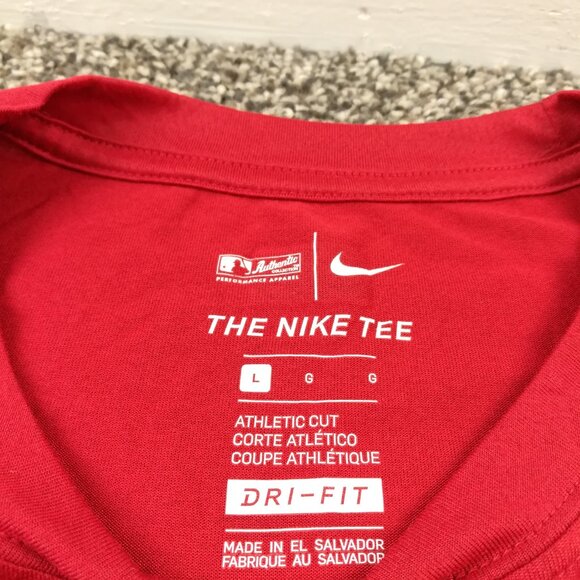 Authentic
COLLECTION
PERFORMANCE APPAREL
THE NIKE TEE
L G G
ATHLETIC CUT
CORTE ATLÉTICO
COUPE ATHLÉTIQUE
DRI-FIT
MADE IN EL SALVADOR
FABRIQUE AU SALVADOR